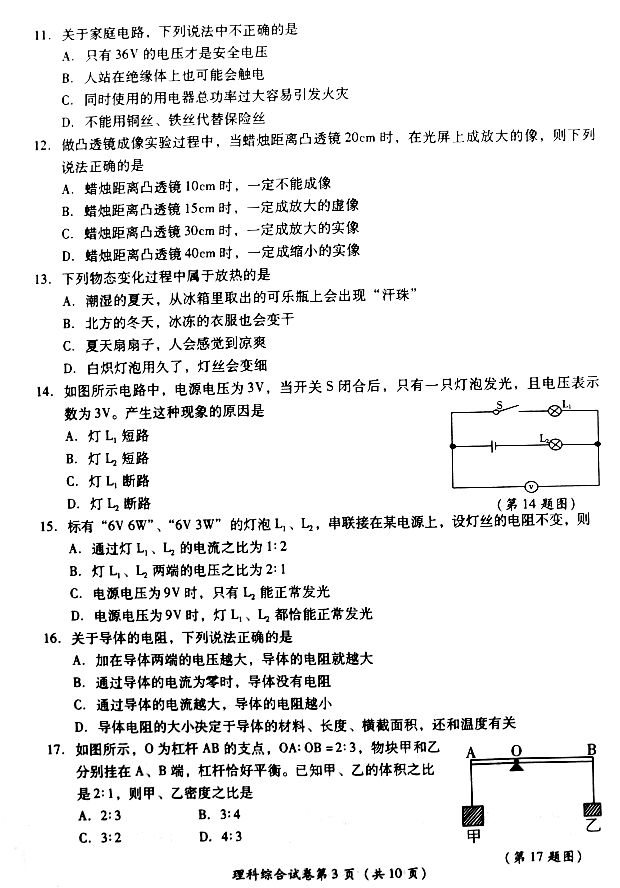 11. 关于家庭电路，下列说法中不正确的是
A. 只有36V的电压才是安全电压
B. 人站在绝缘体上也可能会触电
C. 同时使用的用电器总功率过大容易引发火灾
D. 不能用铜丝、铁丝代替保险丝
12. 做凸透镜成像实验过程中，当蜡烛距离凸透镜20cm时，在光屏上成放大的像，则下列
说法正确的是
A. 蜡烛距离凸透镜10cm时，一定不能成像
B. 蜡烛距离凸透镜15cm时，一定成放大的虚像
C. 蜡烛距离凸透镜30cm时，一定成放大的实像
D. 蜡烛距离凸透镜40cm时，一定成缩小的实像
13. 下列物态变化过程中属于放热的是
A. 潮湿的夏天，从冰箱里取出的可乐瓶上会出现“汗珠”
B. 北方的冬天，冰冻的衣服也会变干
C. 夏天扇扇子，人会感觉到凉爽
D. 白炽灯泡用久了，灯丝会变细
14. 如图所示电路中，电源电压为3V，当开关S闭合后，只有一只灯泡发光，且电压表示
数为3V。产生这种现象的原因是
A. 灯L₁短路
B. 灯L₂短路
C. 灯L₁断路
D. 灯L₂断路
S
L₁
L₂
V
(第14题图)
15. 标有“6V 6W”、“6V 3W”的灯泡L₁、L₂，串联接在某电源上，设灯丝的电阻不变，则
A. 通过灯L₁、L₂的电流之比为1:2
B. 灯L₁、L₂两端的电压之比为2:1
C. 电源电压为9V时，只有L₂能正常发光
D. 电源电压为9V时，灯L₁、L₂都恰能正常发光
16. 关于导体的电阻，下列说法正确的是
A. 加在导体两端的电压越大，导体的电阻就越大
B. 通过导体的电流为零时，导体没有电阻
C. 通过导体的电流越大，导体的电阻越小
D. 导体电阻的大小决定于导体的材料、长度、横截面积，还和温度有关
17. 如图所示，O为杠杆AB的支点，OA:OB=2:3，物块甲和乙
分别挂在A、B端，杠杆恰好平衡。已知甲、乙的体积之比
是2:1，则甲、乙密度之比是
A. 2:3 B. 3:4
C. 3:2 D. 4:3
A O B
甲 乙
(第17题图)
理科综合试卷第3页(共10页)